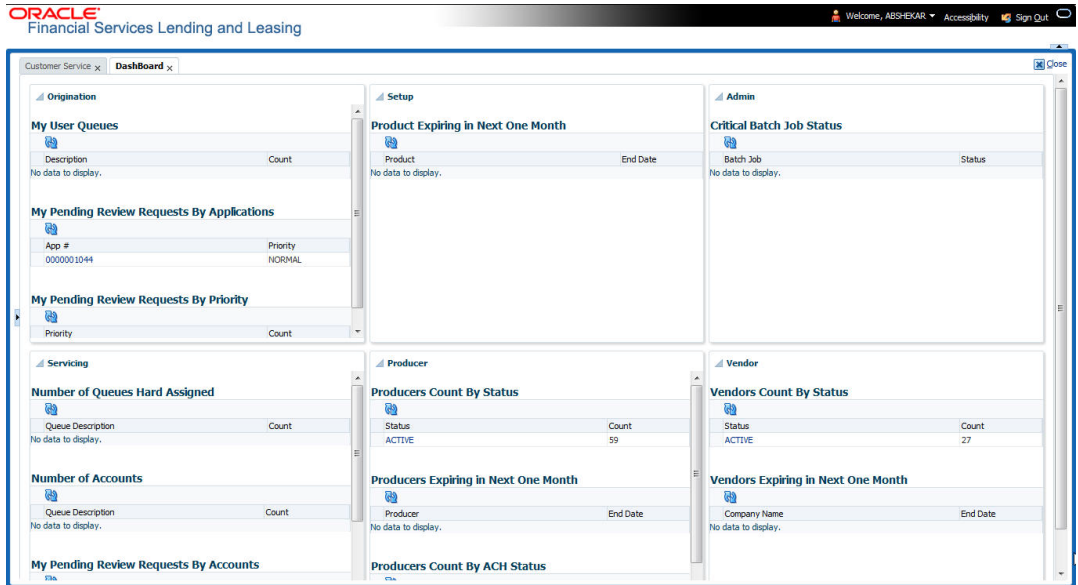 ORACLE
Financial Services Lending and Leasing
Welcome, ABSHEKAR Accessibility Sign Out
Customer Service x DashBoard x Close
Origination
My User Queues
Description Count
No data to display.
My Pending Review Requests By Applications
App # Priority
0000001044 NORMAL
My Pending Review Requests By Priority
Priority Count
Setup
Product Expiring in Next One Month
Product End Date
No data to display.
Admin
Critical Batch Job Status
Batch Job Status
No data to display.
Servicing
Number of Queues Hard Assigned
Queue Description Count
No data to display.
Number of Accounts
Queue Description Count
No data to display.
My Pending Review Requests By Accounts
Producer
Producers Count By Status
Status Count
ACTIVE 59
Producers Expiring in Next One Month
Producer End Date
No data to display.
Producers Count By ACH Status
Vendor
Vendors Count By Status
Status Count
ACTIVE 27
Vendors Expiring in Next One Month
Company Name End Date
No data to display.